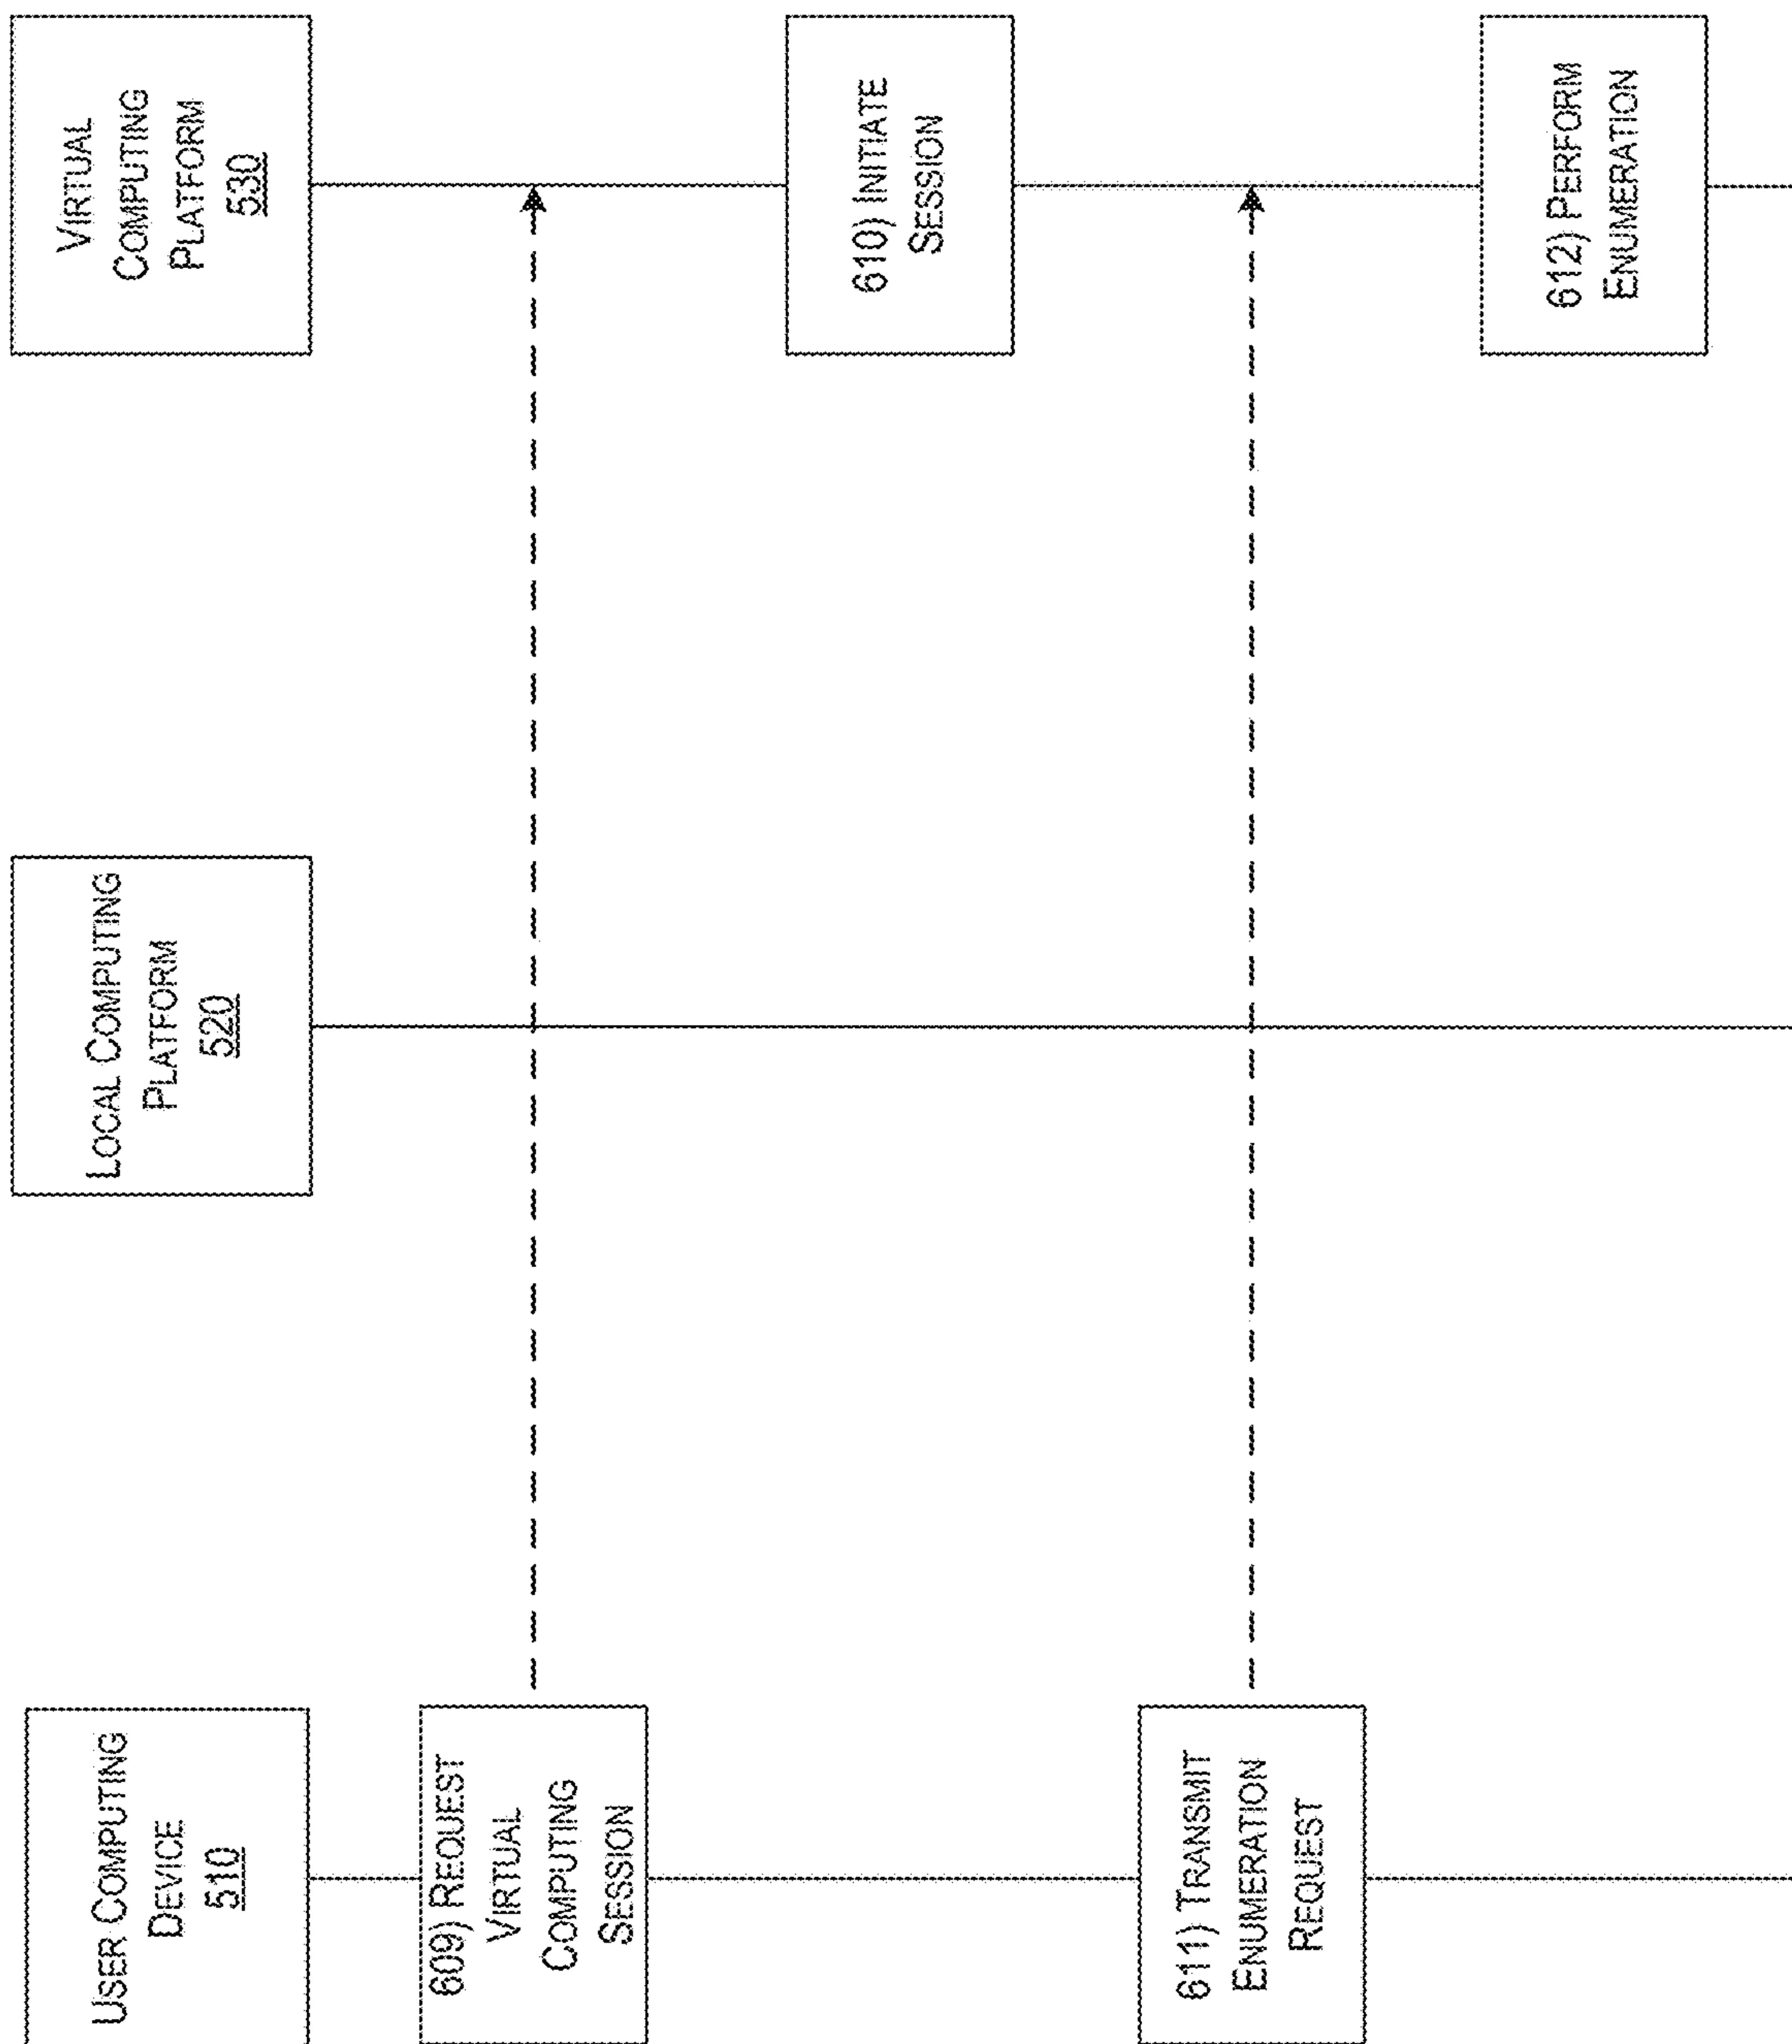 USER COMPUTING
DEVICE
510
LOCAL COMPUTING
PLATFORM
520
VIRTUAL
COMPUTING
PLATFORM
530
609) REQUEST
VIRTUAL
COMPUTING
SESSION
610) INITIATE
SESSION
611) TRANSMIT
ENUMERATION
REQUEST
612) PERFORM
ENUMERATION